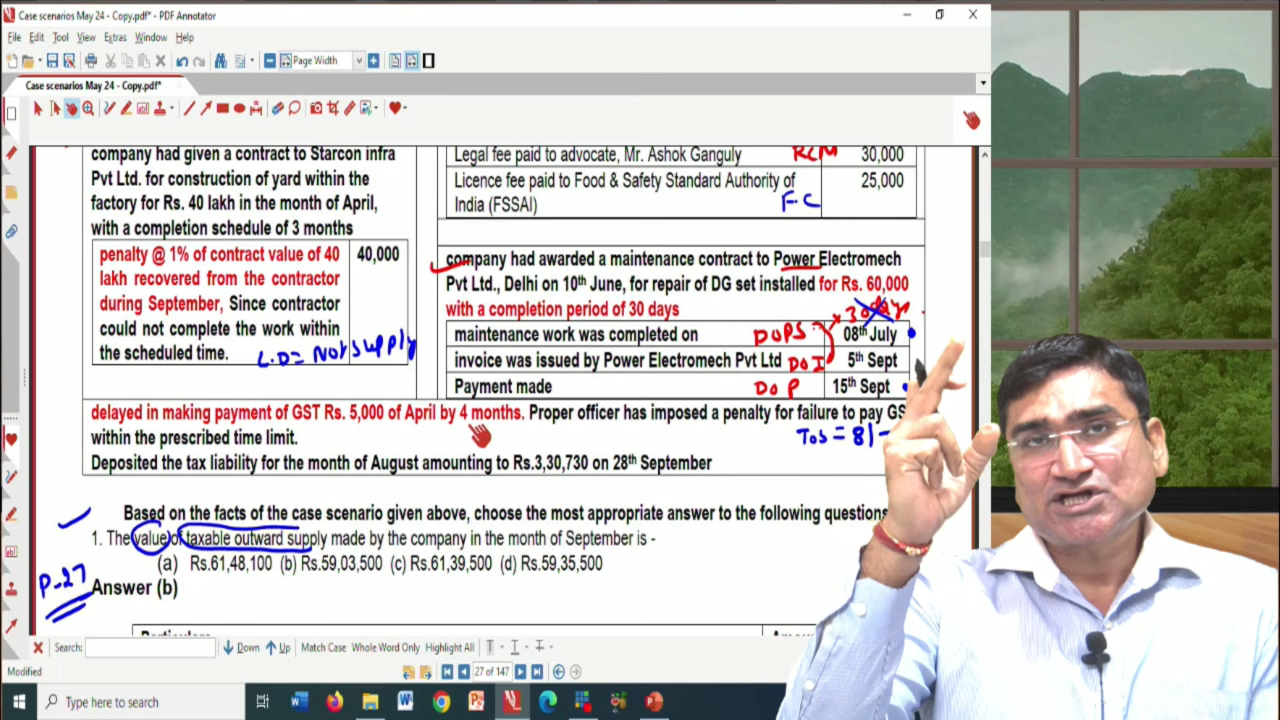 Case scenarios May 24 - Copy.pdf* - PDF Annotator
File Edit Tool View Extras Window Help
Page Width
Case scenarios May 24 - Copy.pdf*
company had given a contract to Starcon infra
Pvt Ltd. for construction of yard within the
factory for Rs. 40 lakh in the month of April,
with a completion schedule of 3 months
penalty @ 1% of contract value of 40 40,000
lakh recovered from the contractor
during September, Since contractor
could not complete the work within
the scheduled time.
L.D = Not Supply
Legal fee paid to advocate, Mr. Ashok Ganguly RCM 30,000
Licence fee paid to Food & Safety Standard Authority of 25,000
India (FSSAI) F.C
company had awarded a maintenance contract to Power Electromech
Pvt Ltd., Delhi on 10th June, for repair of DG set installed for Rs. 60,000
with a completion period of 30 days
30 days
maintenance work was completed on DOPS 08th July
invoice was issued by Power Electromech Pvt Ltd DOI 5th Sept
Payment made DOP 15th Sept
delayed in making payment of GST Rs. 5,000 of April by 4 months. Proper officer has imposed a penalty for failure to pay GS
within the prescribed time limit.
TOS = 8/-
Deposited the tax liability for the month of August amounting to Rs.3,30,730 on 28th September
Based on the facts of the case scenario given above, choose the most appropriate answer to the following questions
1. The value of taxable outward supply made by the company in the month of September is -
(a) Rs.61,48,100 (b) Rs.59,03,500 (c) Rs.61,39,500 (d) Rs.59,35,500
P-27
Answer (b)
Particulars
Search: Down Up Match Case Whole Word Only Highlight All
Modified 27 of 147
Type here to search